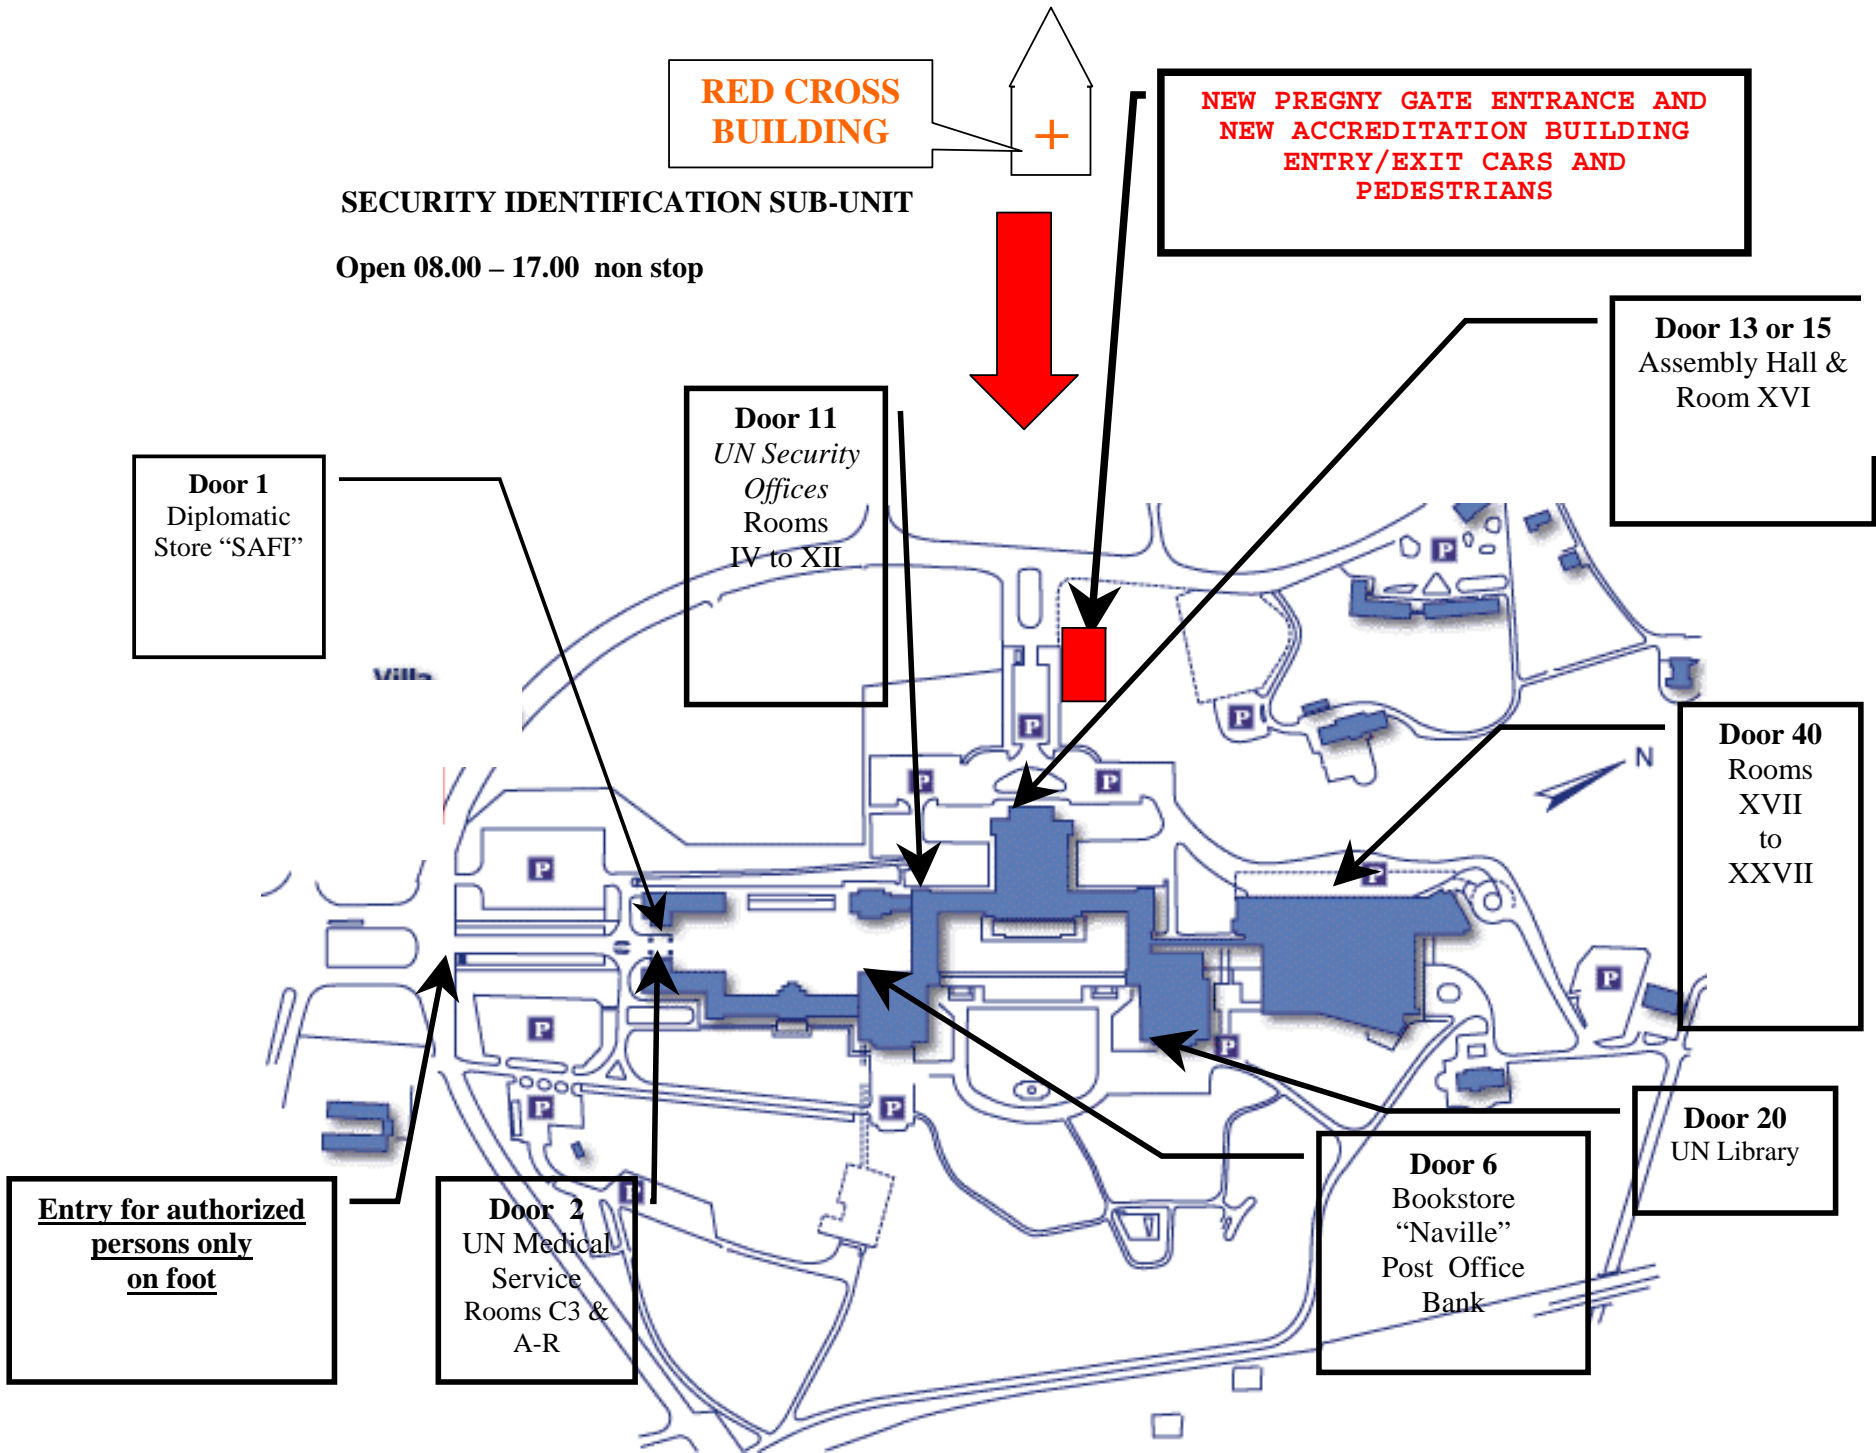 RED CROSS
BUILDING
+
NEW PREGNY GATE ENTRANCE AND
NEW ACCREDITATION BUILDING
ENTRY/EXIT CARS AND
PEDESTRIANS
SECURITY IDENTIFICATION SUB-UNIT
Open 08.00 – 17.00 non stop
Door 13 or 15
Assembly Hall &
Room XVI
Door 11
UN Security
Offices
Rooms
IV to XII
Door 1
Diplomatic
Store “SAFI”
Villa
P
P
P
P
P
N
Door 40
Rooms
XVII
to
XXVII
P
P
P
P
P
P
P
P
Door 20
UN Library
Door 6
Bookstore
“Naville”
Post Office
Bank
Entry for authorized
persons only
on foot
Door 2
UN Medical
Service
Rooms C3 &
A-R